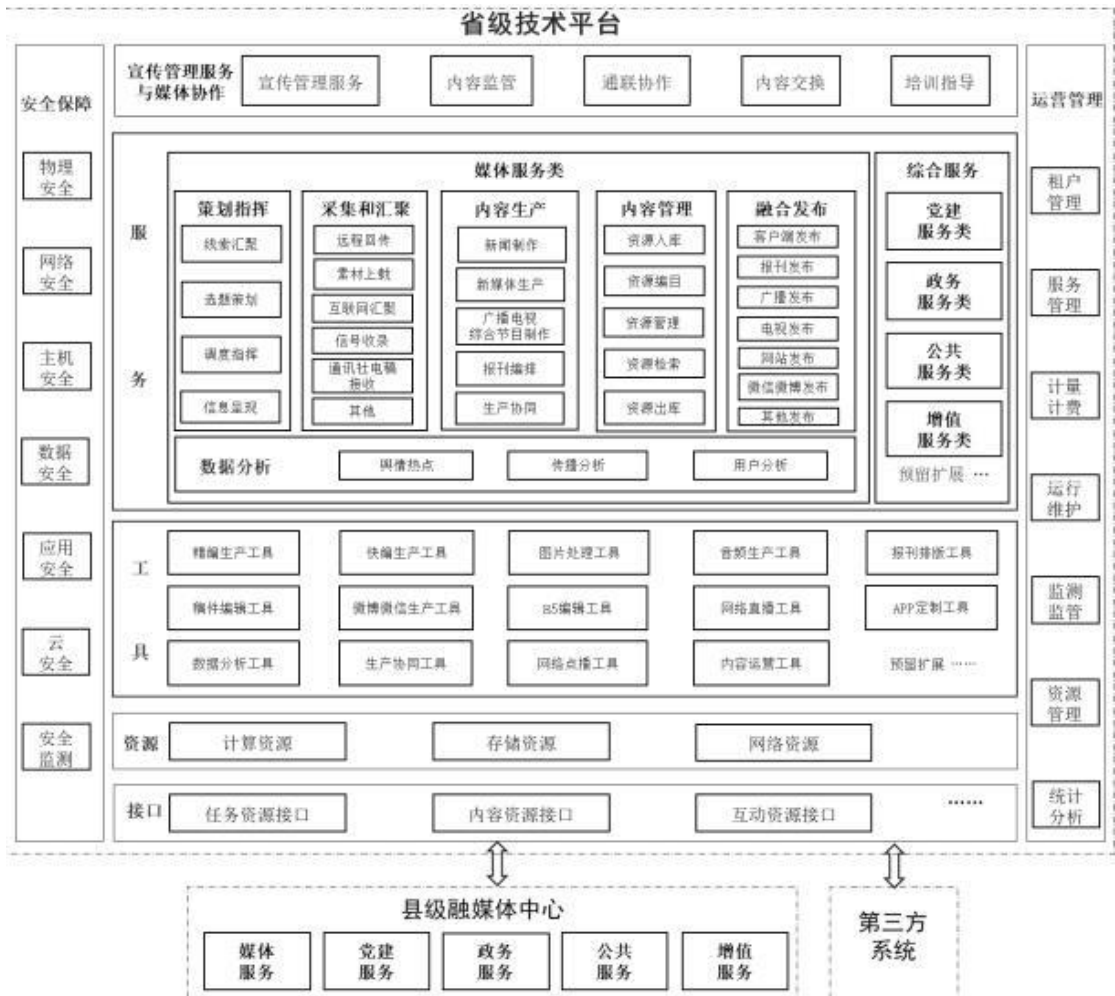 省级技术平台
安全保障
物理
安全
网络
安全
主机
安全
数据
安全
应用
安全
云
安全
安全
监测
宣传管理服务
与媒体协作
宣传管理服务
内容监管
通联协作
内容交换
培训指导
服
务
媒体服务类
策划指挥
线索汇聚
选题策划
调度指挥
信息呈现
采集和汇聚
远程回传
素材上载
互联网汇聚
信号收录
通讯社电稿
接收
其他
内容生产
新闻制作
新媒体生产
广播电视
综合节目制作
报刊编排
生产协同
内容管理
资源入库
资源编目
资源管理
资源检索
资源出库
融合发布
客户端发布
报刊发布
广播发布
电视发布
网站发布
微信微博发布
其他发布
数据分析
舆情热点
传播分析
用户分析
综合服务
党建
服务类
政务
服务类
公共
服务类
增值
服务类
预留扩展 …
工
具
精编生产工具
快编生产工具
图片处理工具
音频生产工具
报刊排版工具
稿件编辑工具
微博微信生产工具
H5编辑工具
网络直播工具
APP定制工具
数据分析工具
生产协同工具
网络点播工具
内容运营工具
预留扩展 ……
资源
计算资源
存储资源
网络资源
接口
任务资源接口
内容资源接口
互动资源接口
……
运营管理
租户
管理
服务
管理
计量
计费
运行
维护
监测
监管
资源
管理
统计
分析
县级融媒体中心
媒体
服务
党建
服务
政务
服务
公共
服务
增值
服务
第三方
系统